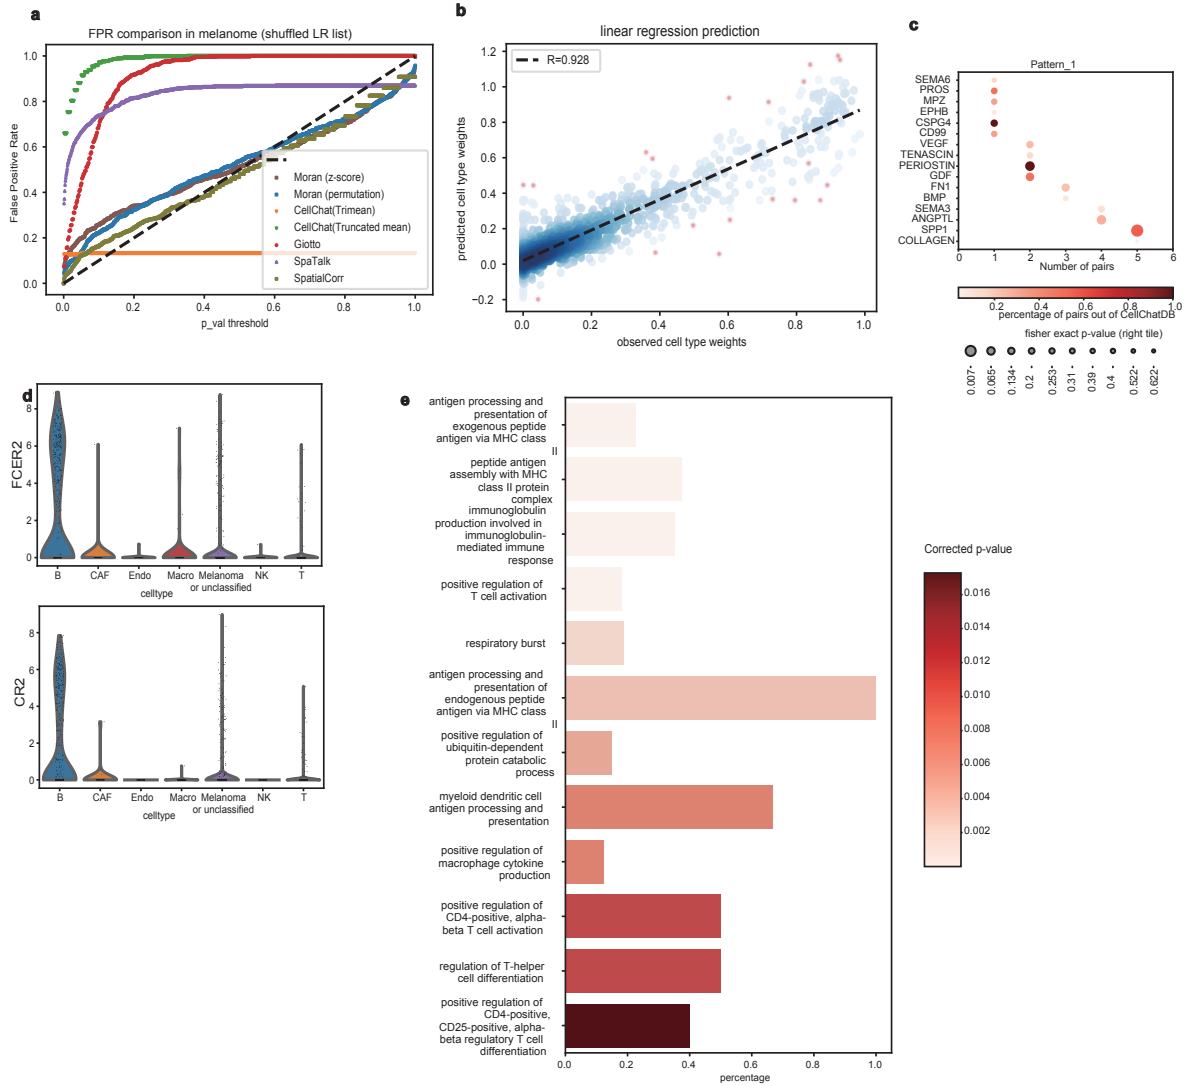 a
FPR comparison in melanome (shuffled LR list)
1.0
0.8
0.6
0.4
0.2
0.0
False Positive Rate
Moran (z-score)
Moran (permutation)
CellChat(Trimean)
CellChat(Truncated mean)
Giotto
SpaTalk
SpatialCorr
0.0
0.2
0.4
0.6
0.8
1.0
p_val threshold
b
linear regression prediction
R=0.928
1.2
1.0
0.8
0.6
0.4
0.2
0.0
−0.2
predicted cell type weights
0.0
0.2
0.4
0.6
0.8
1.0
observed cell type weights
c
Pattern_1
SEMA6
PROS
MPZ
EPHB
CSPG4
CD99
VEGF
TENASCIN
PERIOSTIN
GDF
FN1
BMP
SEMA3
ANGPTL
SPP1
COLLAGEN
0
1
2
3
4
5
6
Number of pairs
0.2
0.4
0.6
0.8
1.0
percentage of pairs out of CellChatDB
fisher exact p-value (right tile)
0.007-
0.065-
0.134-
0.2 -
0.253-
0.31 -
0.39 -
0.4 -
0.522-
0.622-
d
8
6
4
2
0
FCER2
B
CAF
Endo
Macro
Melanoma
or unclassified
NK
T
celltype
8
6
4
2
0
CR2
B
CAF
Endo
Macro
Melanoma
or unclassified
NK
T
celltype
e
antigen processing and
presentation of
exogenous peptide
antigen via MHC class
II
peptide antigen
assembly with MHC
class II protein
complex
immunoglobulin
production involved in
immunoglobulin-
mediated immune
response
positive regulation of
T cell activation
respiratory burst
antigen processing and
presentation of
endogenous peptide
antigen via MHC class
II
positive regulation of
ubiquitin-dependent
protein catabolic
process
myeloid dendritic cell
antigen processing and
presentation
positive regulation of
macrophage cytokine
production
positive regulation of
CD4-positive, alpha-
beta T cell activation
regulation of T-helper
cell differentiation
positive regulation of
CD4-positive,
CD25-positive, alpha-
beta regulatory T cell
differentiation
0.0
0.2
0.4
0.6
0.8
1.0
percentage
Corrected p-value
0.016
0.014
0.012
0.010
0.008
0.006
0.004
0.002